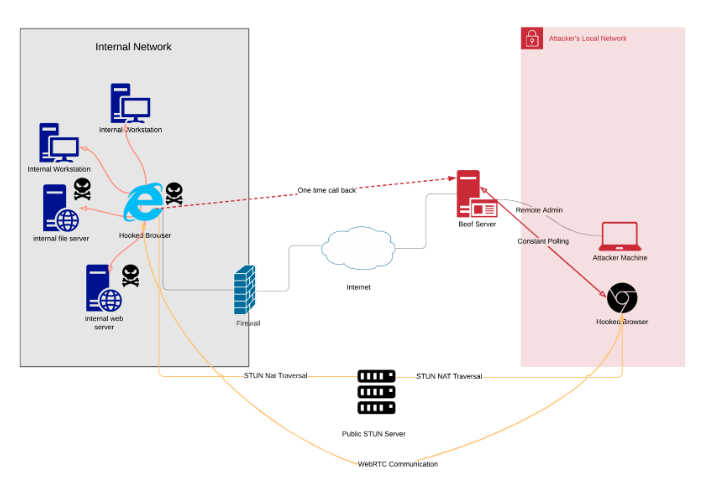 Internal Network
Attacker's Local Network
Internal Workstation
Internal Workstation
internal file server
Hooked Browser
internal web
server
One time call back
Beef Server
Remote Admin
Constant Polling
Attacker Machine
Hooked Browser
Internet
Firewall
STUN Nat Traversal
STUN NAT Traversal
Public STUN Server
WebRTC Communication